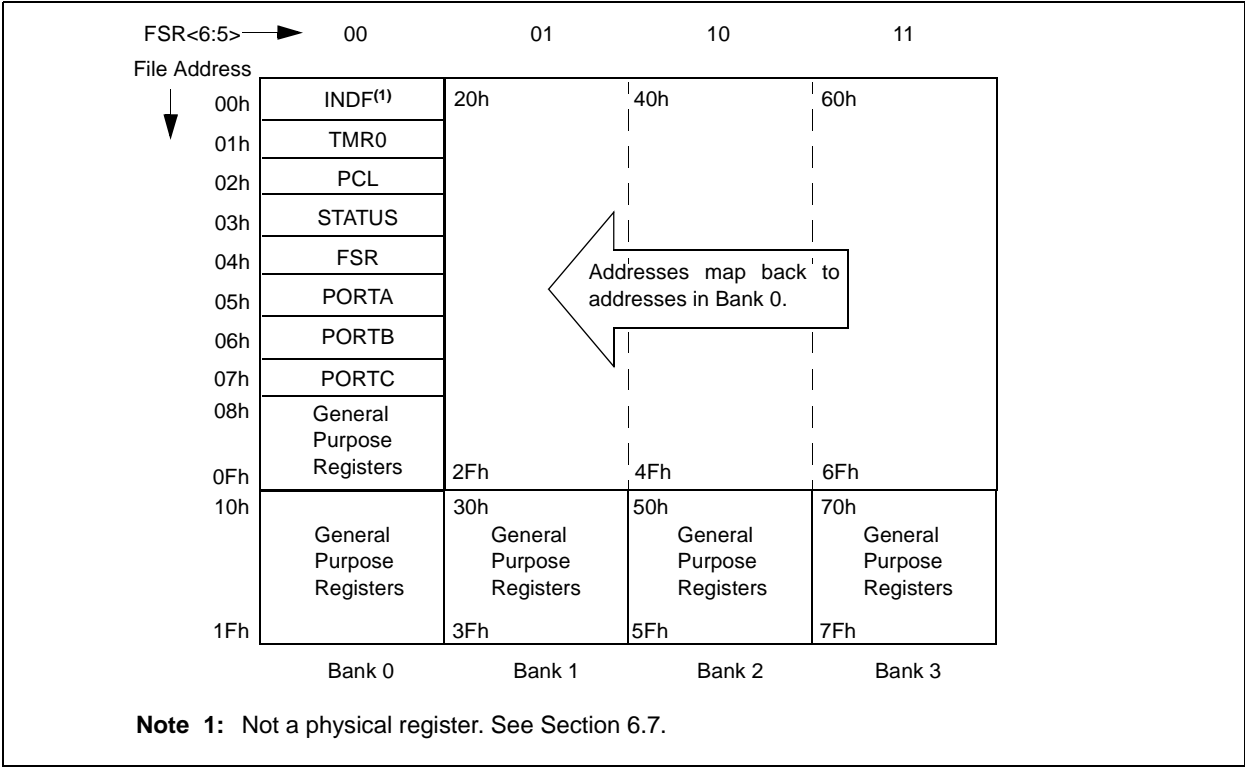 FSR<6:5> 00 01 10 11
File Address
00h INDF(1) 20h 40h 60h
01h TMR0
02h PCL
03h STATUS
04h FSR
05h PORTA
06h PORTB
07h PORTC
Addresses map back to
addresses in Bank 0.
08h General
Purpose
Registers
0Fh 2Fh 4Fh 6Fh
10h 30h 50h 70h
General General General General
Purpose Purpose Purpose Purpose
Registers Registers Registers Registers
1Fh 3Fh 5Fh 7Fh
Bank 0 Bank 1 Bank 2 Bank 3
Note 1: Not a physical register. See Section 6.7.